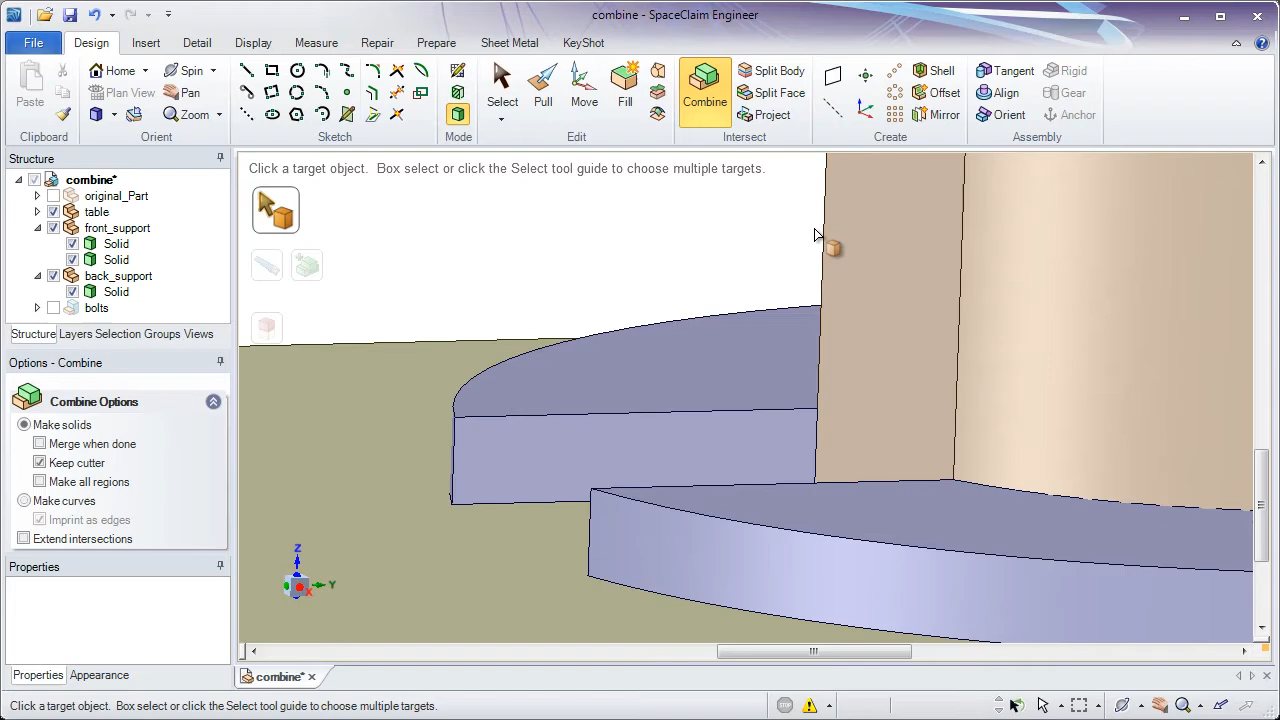 combine - SpaceClaim Engineer
File Design Insert Detail Display Measure Repair Prepare Sheet Metal KeyShot
Paste
Clipboard
Home
Plan View
Spin
Pan
Zoom
Orient
Sketch
Mode
Select
Pull
Move
Fill
Edit
Combine
Split Body
Split Face
Project
Intersect
Shell
Offset
Mirror
Create
Tangent
Align
Orient
Rigid
Gear
Anchor
Assembly
Structure
combine*
original_Part
table
front_support
Solid
Solid
back_support
Solid
bolts
Structure Layers Selection Groups Views
Options - Combine
Combine Options
Make solids
Merge when done
Keep cutter
Make all regions
Make curves
Imprint as edges
Extend intersections
Properties
Properties Appearance
Click a target object. Box select or click the Select tool guide to choose multiple targets.
Z
Y
X
combine*
Click a target object. Box select or click the Select tool guide to choose multiple targets.